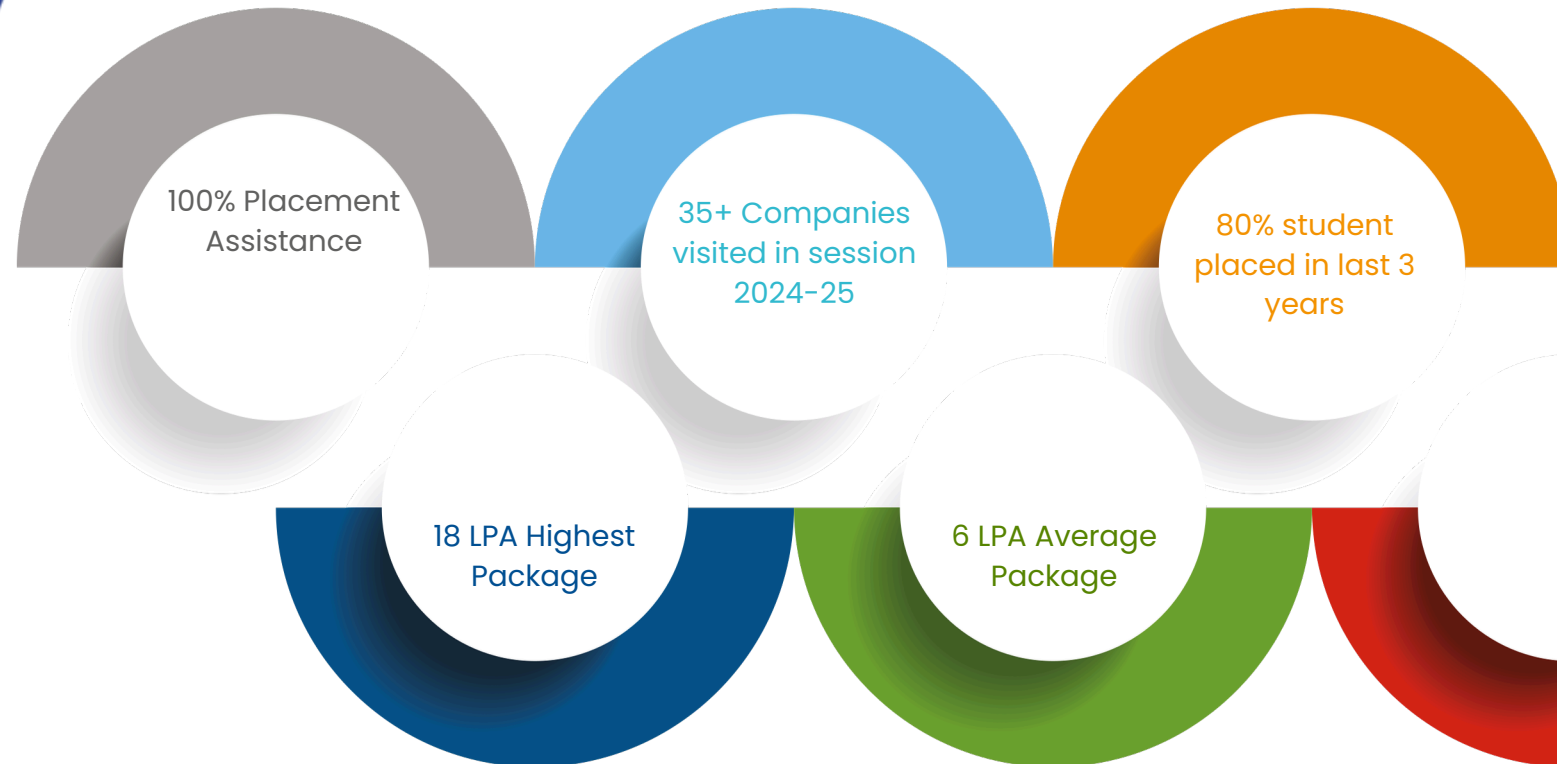 100% Placement
Assistance
35+ Companies
visited in session
2024-25
80% student
placed in last 3
years
18 LPA Highest
Package
6 LPA Average
Package